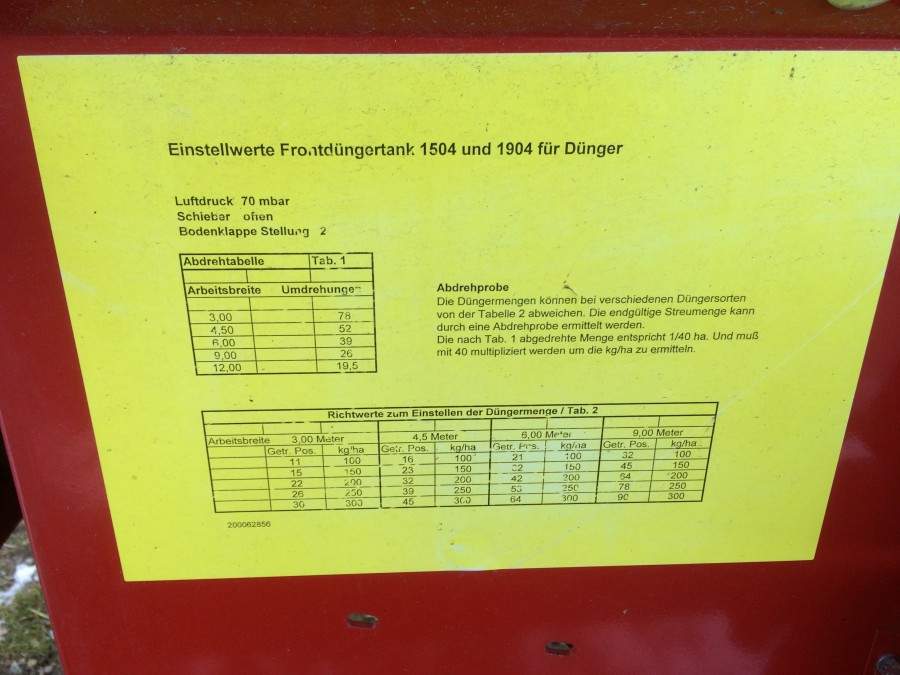 Einstellwerte Frontdüngertank 1504 und 1904 für Dünger
Luftdruck 70 mbar
Schieber offen
Bodenklappe Stellung 2
Abdrehtabelle Tab. 1
Arbeitsbreite Umdrehungen
3,00 78
4,50 52
6,00 39
9,00 26
12,00 19,5
Abdrehprobe
Die Düngermengen können bei verschiedenen Düngersorten
von der Tabelle 2 abweichen. Die endgültige Streumenge kann
durch eine Abdrehprobe ermittelt werden.
Die nach Tab. 1 abgedrehte Menge entspricht 1/40 ha. Und muß
mit 40 multipliziert werden um die kg/ha zu ermitteln.
Richtwerte zum Einstellen der Düngermenge / Tab. 2
Arbeitsbreite 3,00 Meter 4,5 Meter 6,00 Meter 9,00 Meter
Getr. Pos. kg/ha Getr. Pos. kg/ha Getr. Pos. kg/ha Getr. Pos. kg/ha
11 100 16 100 21 100 32 100
15 150 23 150 32 150 45 150
22 200 32 200 42 200 64 200
26 250 39 250 53 250 78 250
30 300 45 300 64 300 90 300
200062856